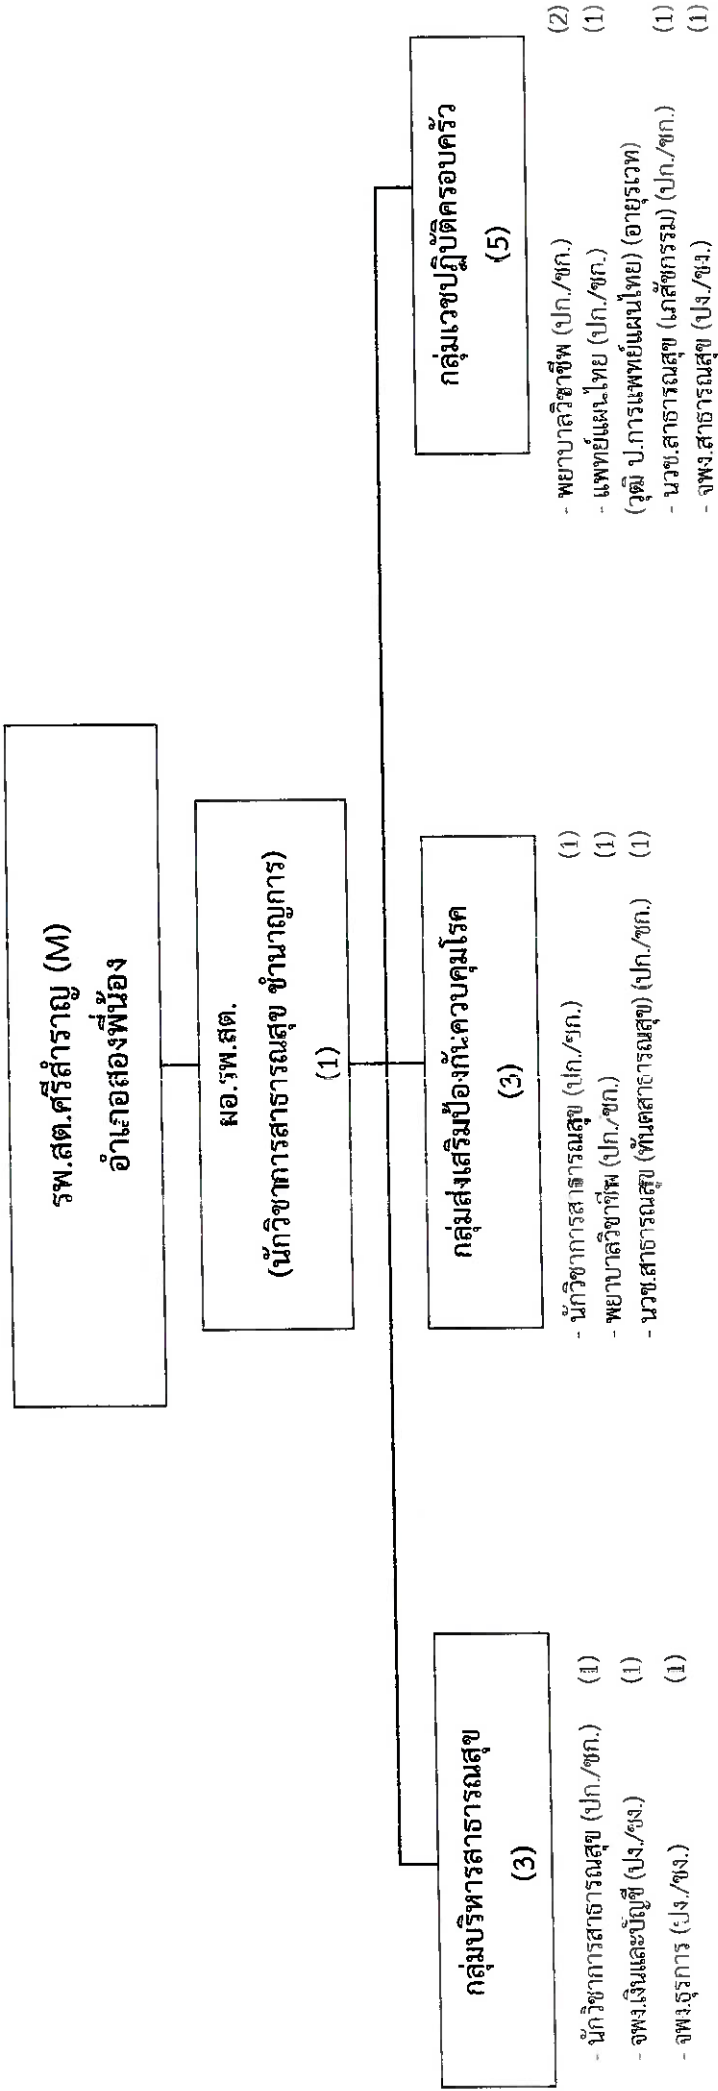 รพ.สต.ศรีสำราญ (M)
อำเภอสองพี่น้อง
ผอ.รพ.สต.
(นักวิชาการสาธารณสุข ชำนาญการ)
(1)
กลุ่มบริหารสาธารณสุข
(3)
- นักวิชาการสาธารณสุข (ปก./ชก.) (1)
- จพง.เงินและบัญชี (ปง./ชง.) (1)
- จพง.ธุรการ (ปง./ชง.) (1)
กลุ่มส่งเสริมป้องกันควบคุมโรค
(3)
- นักวิชาการสาธารณสุข (ปก./ชก.) (1)
- พยาบาลวิชาชีพ (ปก./ชก.) (1)
- นวช.สาธารณสุข (ทันตสาธารณสุข) (ปก./ชก.) (1)
กลุ่มเวชปฏิบัติครอบครัว
(5)
- พยาบาลวิชาชีพ (ปก./ชก.) (2)
- แพทย์แผนไทย (ปก./ชก.) (1)
(วุฒิ ป.การแพทย์แผนไทย) (อายุรเวท)
- นวช.สาธารณสุข (เภสัชกรรม) (ปก./ชก.) (1)
- จพง.สาธารณสุข (ปง./ชง.) (1)